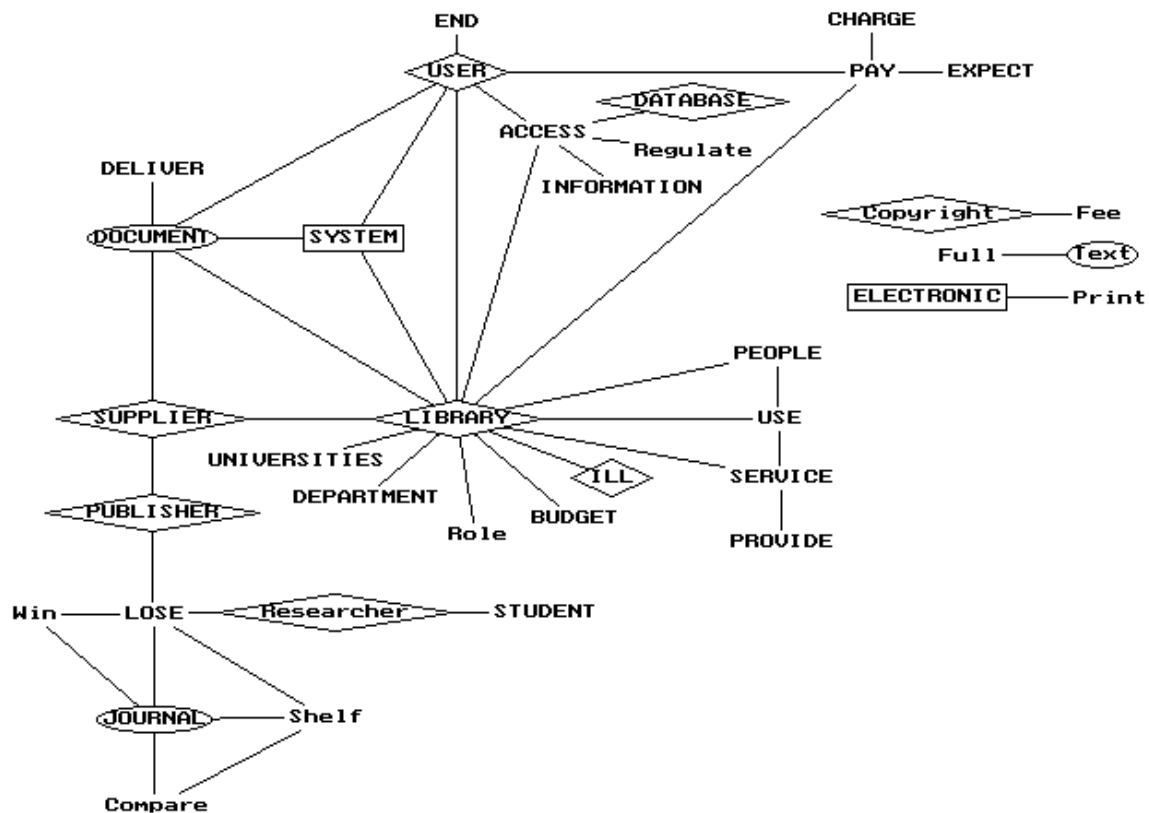 END
CHARGE
USER
PAY
EXPECT
DATABASE
ACCESS
Regulate
DELIVER
INFORMATION
Copyright
Fee
DOCUMENT
SYSTEM
Full
Text
ELECTRONIC
Print
PEOPLE
SUPPLIER
LIBRARY
USE
UNIVERSITIES
ILL
SERVICE
DEPARTMENT
PUBLISHER
BUDGET
Role
PROVIDE
Win
LOSE
Researcher
STUDENT
JOURNAL
Shelf
Compare